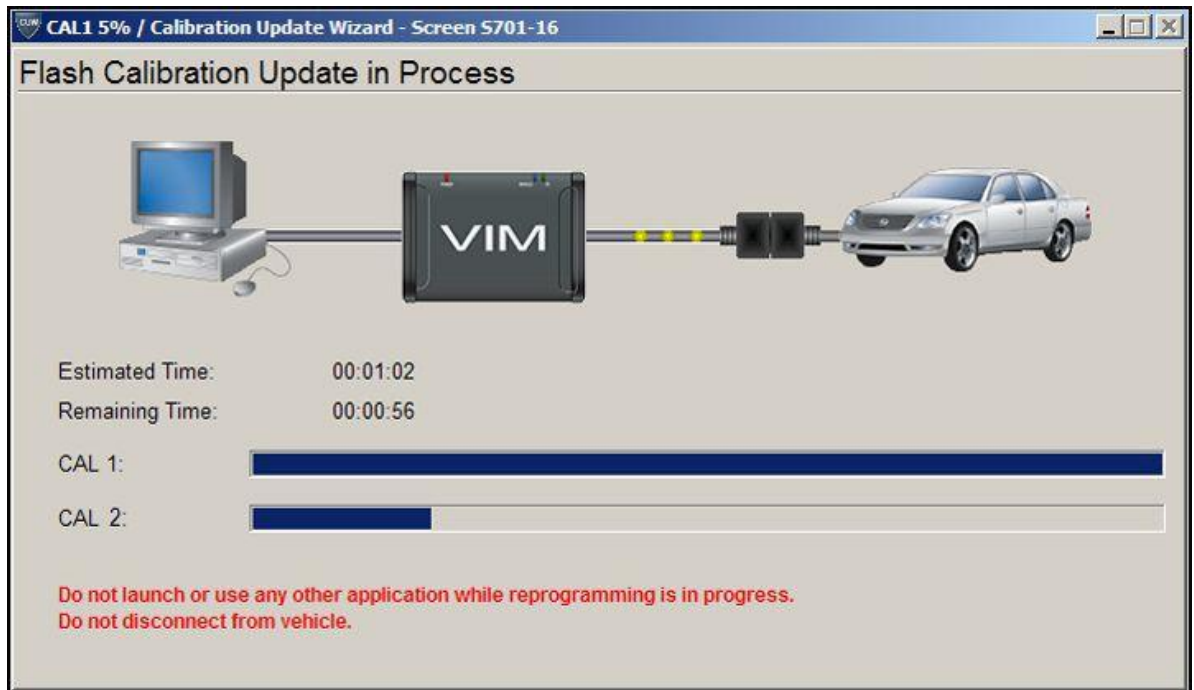 CAL1 5% / Calibration Update Wizard - Screen S701-16
Flash Calibration Update in Process
VIM
Estimated Time: 00:01:02
Remaining Time: 00:00:56
CAL 1:
CAL 2:
Do not launch or use any other application while reprogramming is in progress.
Do not disconnect from vehicle.